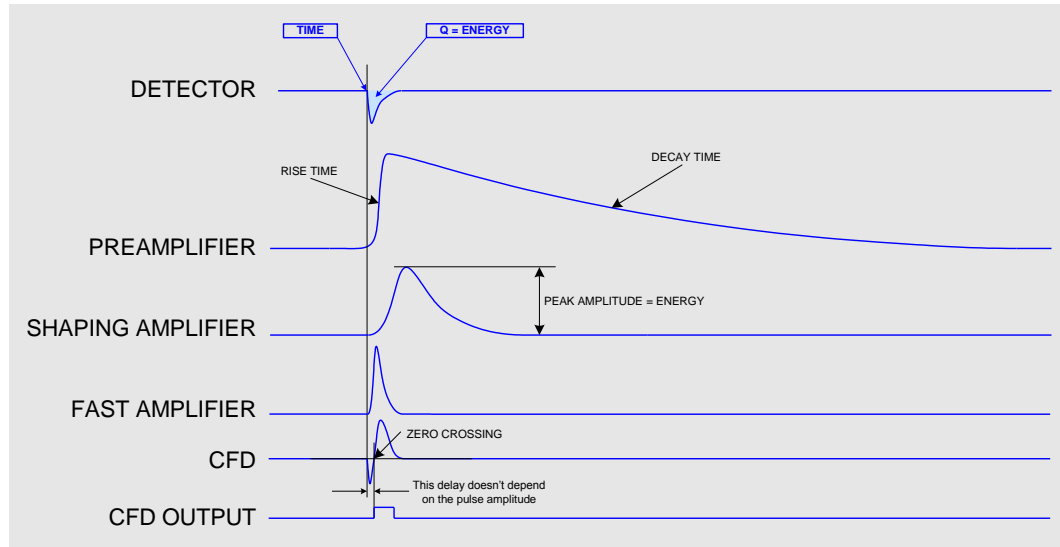 TIME
Q = ENERGY
DETECTOR
DECAY TIME
RISE TIME
PREAMPLIFIER
PEAK AMPLITUDE = ENERGY
SHAPING AMPLIFIER
FAST AMPLIFIER
ZERO CROSSING
CFD
This delay doesn't depend
on the pulse amplitude
CFD OUTPUT